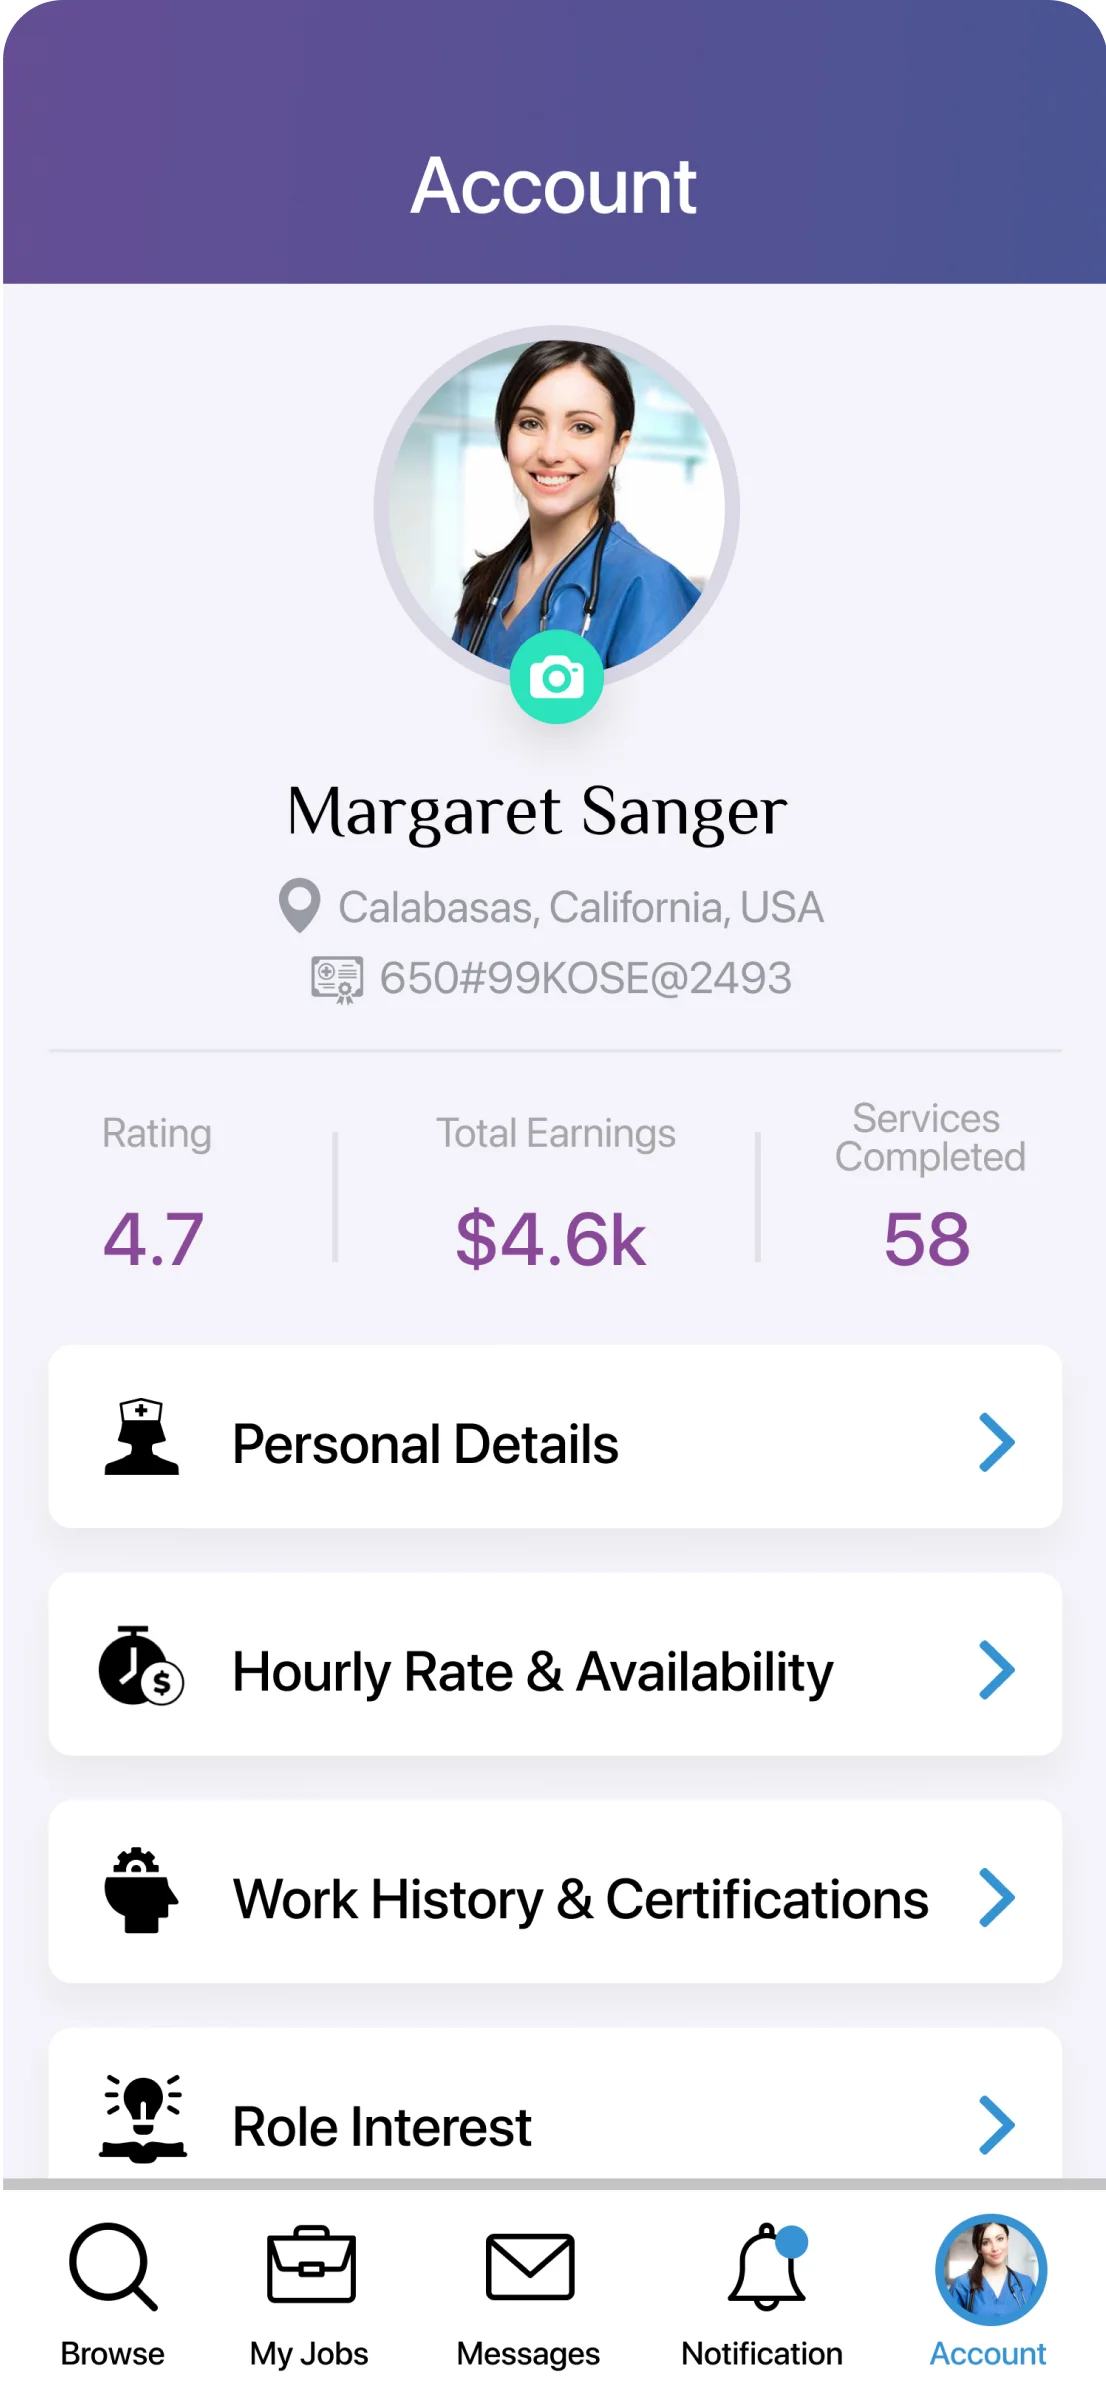 Account
Margaret Sanger
Calabasas, California, USA
650#99KOSE@2493
Rating
4.7
Total Earnings
$4.6k
Services
Completed
58
Personal Details
Hourly Rate & Availability
Work History & Certifications
Role Interest
Browse
My Jobs
Messages
Notification
Account